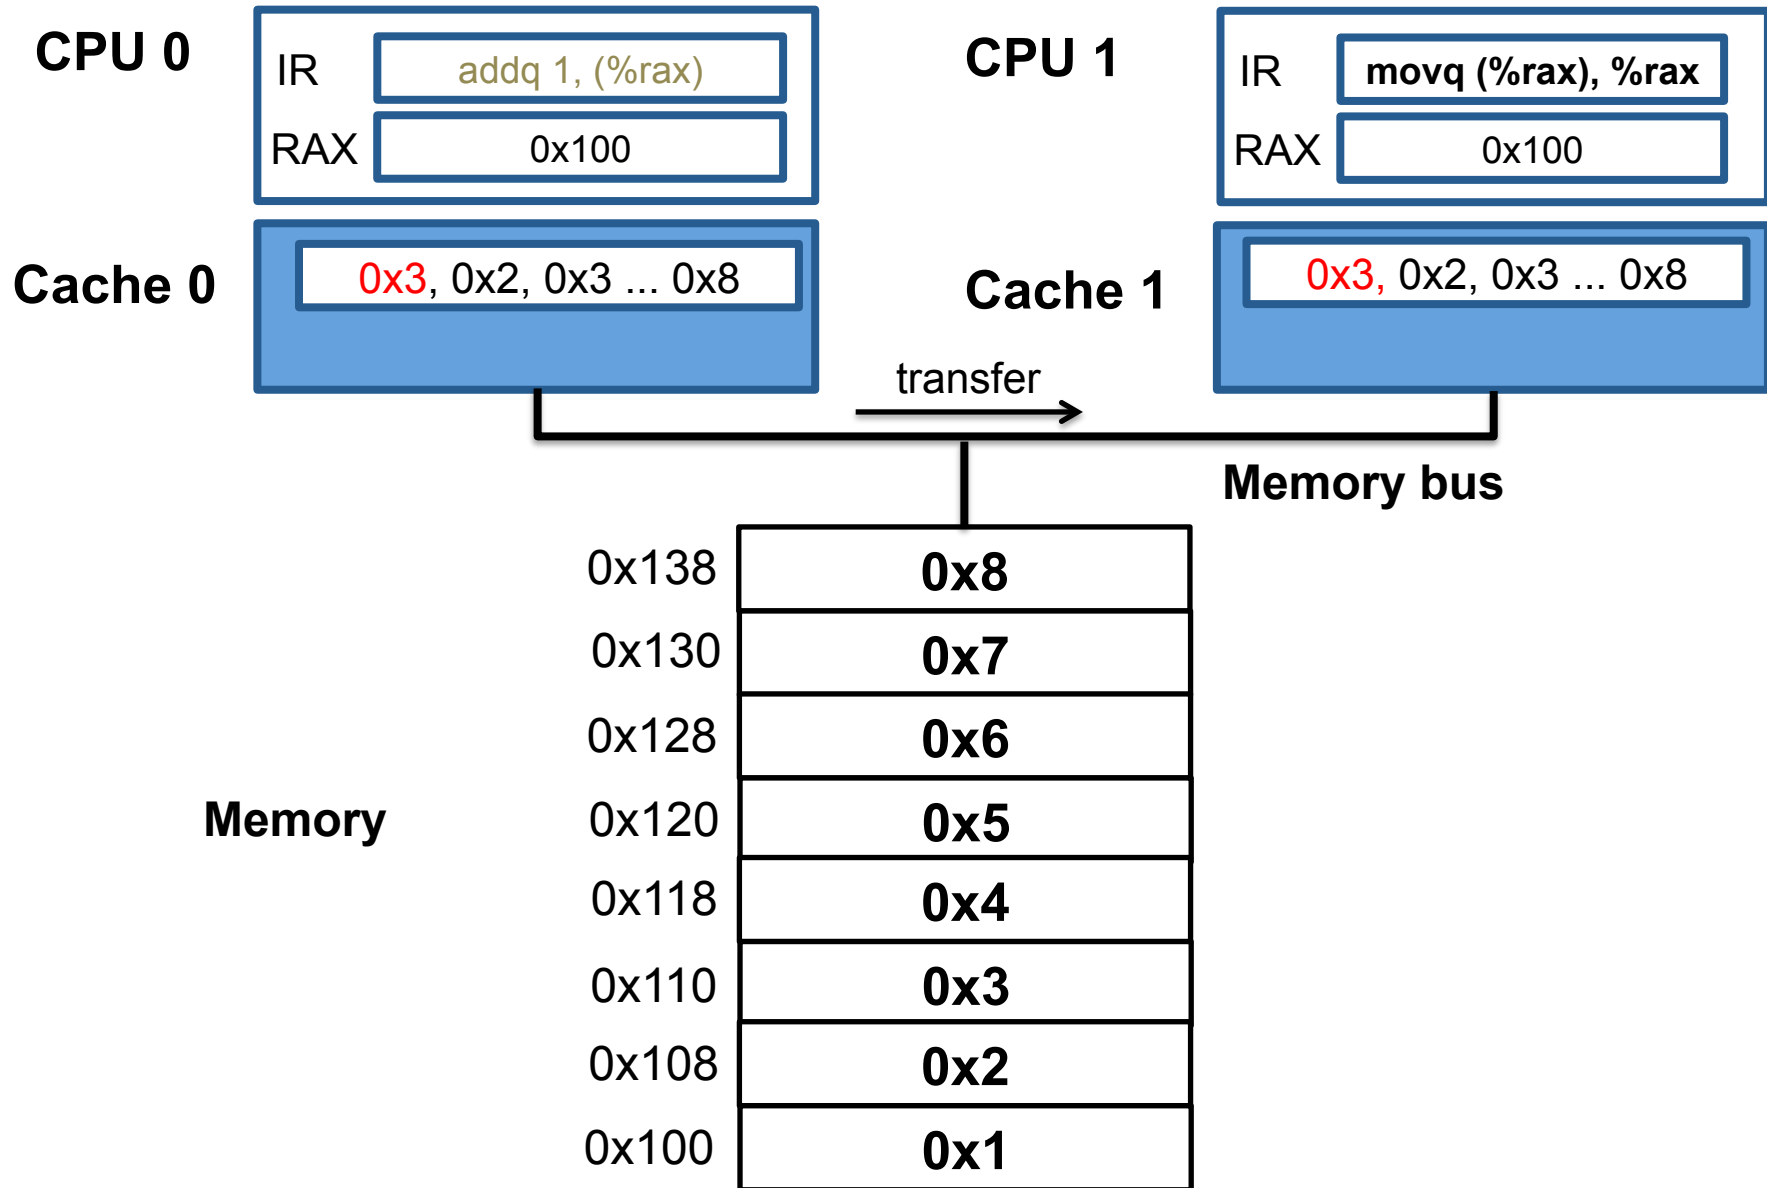 CPU 0
IR
addq 1, (%rax)
RAX
0x100
CPU 1
IR
movq (%rax), %rax
RAX
0x100
Cache 0
0x3, 0x2, 0x3 ... 0x8
Cache 1
0x3, 0x2, 0x3 ... 0x8
transfer
Memory bus
Memory
0x138 0x8
0x130 0x7
0x128 0x6
0x120 0x5
0x118 0x4
0x110 0x3
0x108 0x2
0x100 0x1